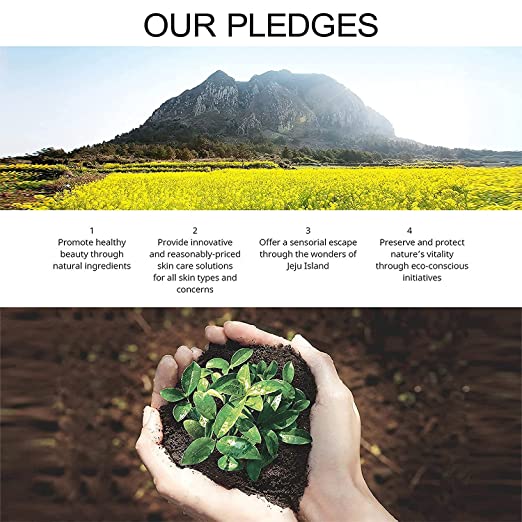 OUR PLEDGES
1
Promote healthy
beauty through
natural ingredients
2
Provide innovative
and reasonably-priced
skin care solutions
for all skin types and
concerns
3
Offer a sensorial escape
through the wonders of
Jeju Island
4
Preserve and protect
nature's vitality
through eco-conscious
initiatives